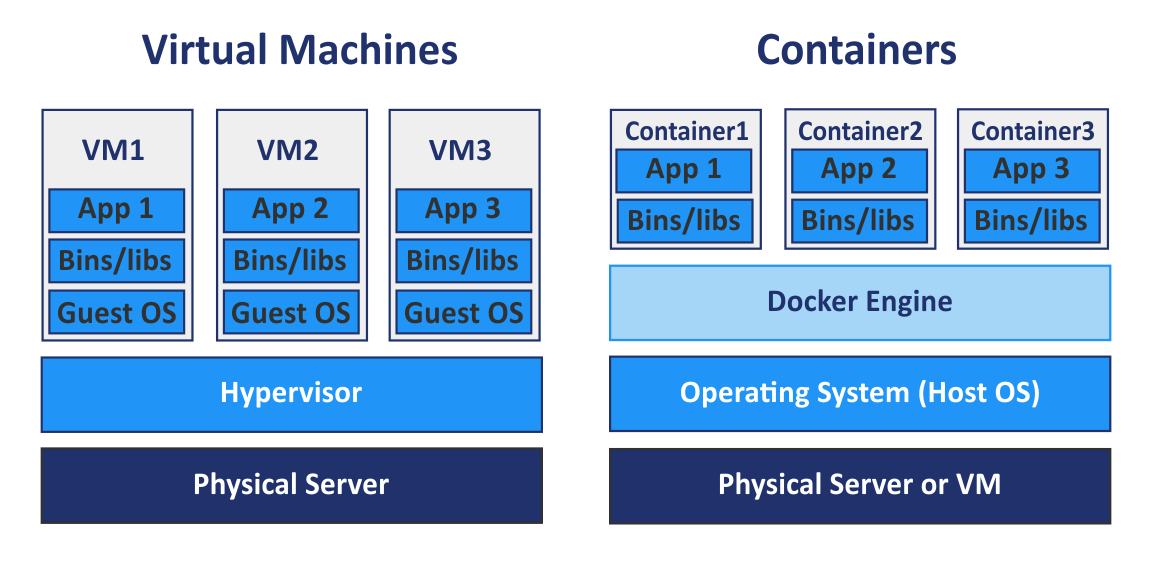 Virtual Machines
VM1
App 1
Bins/libs
Guest OS
VM2
App 2
Bins/libs
Guest OS
VM3
App 3
Bins/libs
Guest OS
Hypervisor
Physical Server
Containers
Container1
App 1
Bins/libs
Container2
App 2
Bins/libs
Container3
App 3
Bins/libs
Docker Engine
Operating System (Host OS)
Physical Server or VM